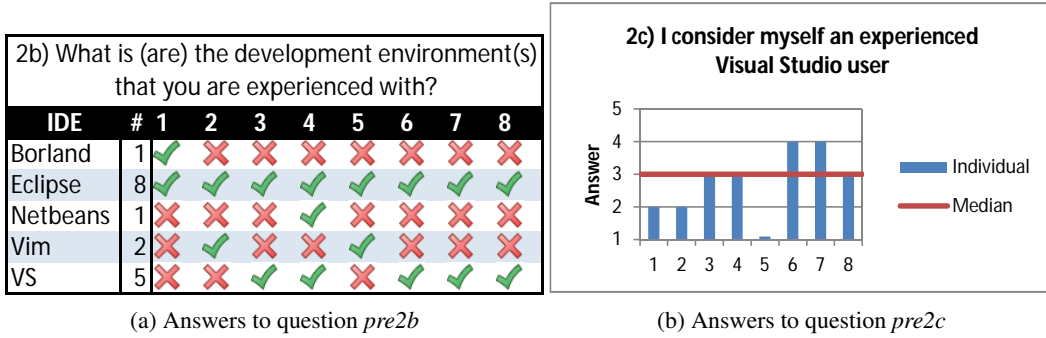 2b) What is (are) the development environment(s)
that you are experienced with?
IDE # 1 2 3 4 5 6 7 8
Borland 1
Eclipse 8
Netbeans 1
Vim 2
VS 5
(a) Answers to question pre2b
2c) I consider myself an experienced
Visual Studio user
Answer
5
4
3
2
1
1 2 3 4 5 6 7 8
Individual
Median
(b) Answers to question pre2c